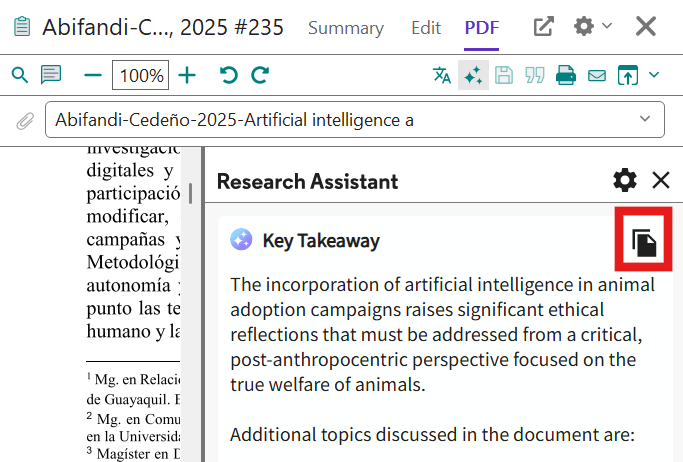 Abifandi-C..., 2025 #235 Summary Edit PDF
100%
Abifandi-Cedeño-2025-Artificial intelligence a
investigació
digitales y
participació
modificar,
campañas y
Metodológi
autonomía y
punto las te
humano y la
1 Mg. en Relacio
de Guayaquil. E
2 Mg. en Comu
en la Universida
3 Magíster en D
Research Assistant
Key Takeaway
The incorporation of artificial intelligence in animal
adoption campaigns raises significant ethical
reflections that must be addressed from a critical,
post-anthropocentric perspective focused on the
true welfare of animals.
Additional topics discussed in the document are: